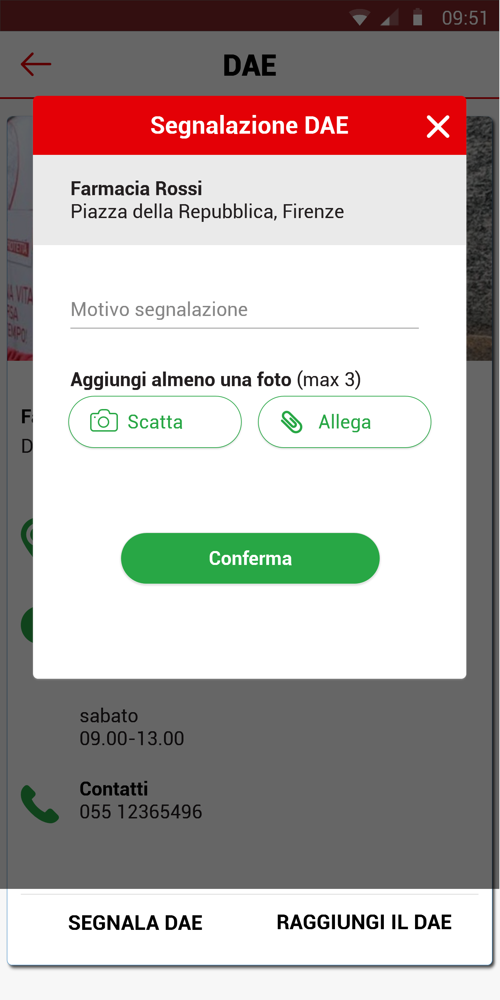 09:51
DAE
Segnalazione DAE
Farmacia Rossi
Piazza della Repubblica, Firenze
VITA
Motivo segnalazione
Aggiungi almeno una foto (max 3)
Scatta
Allega
Conferma
sabato
09.00-13.00
Contatti
055 12365496
SEGNALA DAE
RAGGIUNGI IL DAE